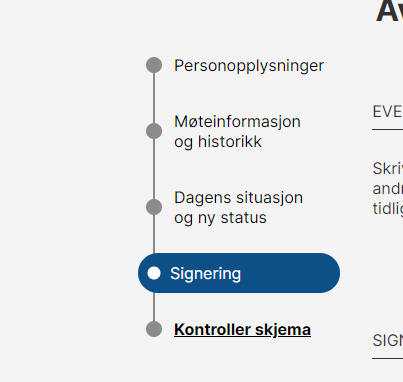 Personopplysninger
Møteinformasjon
og historikk
Dagens situasjon
og ny status
Signering
Kontroller skjema